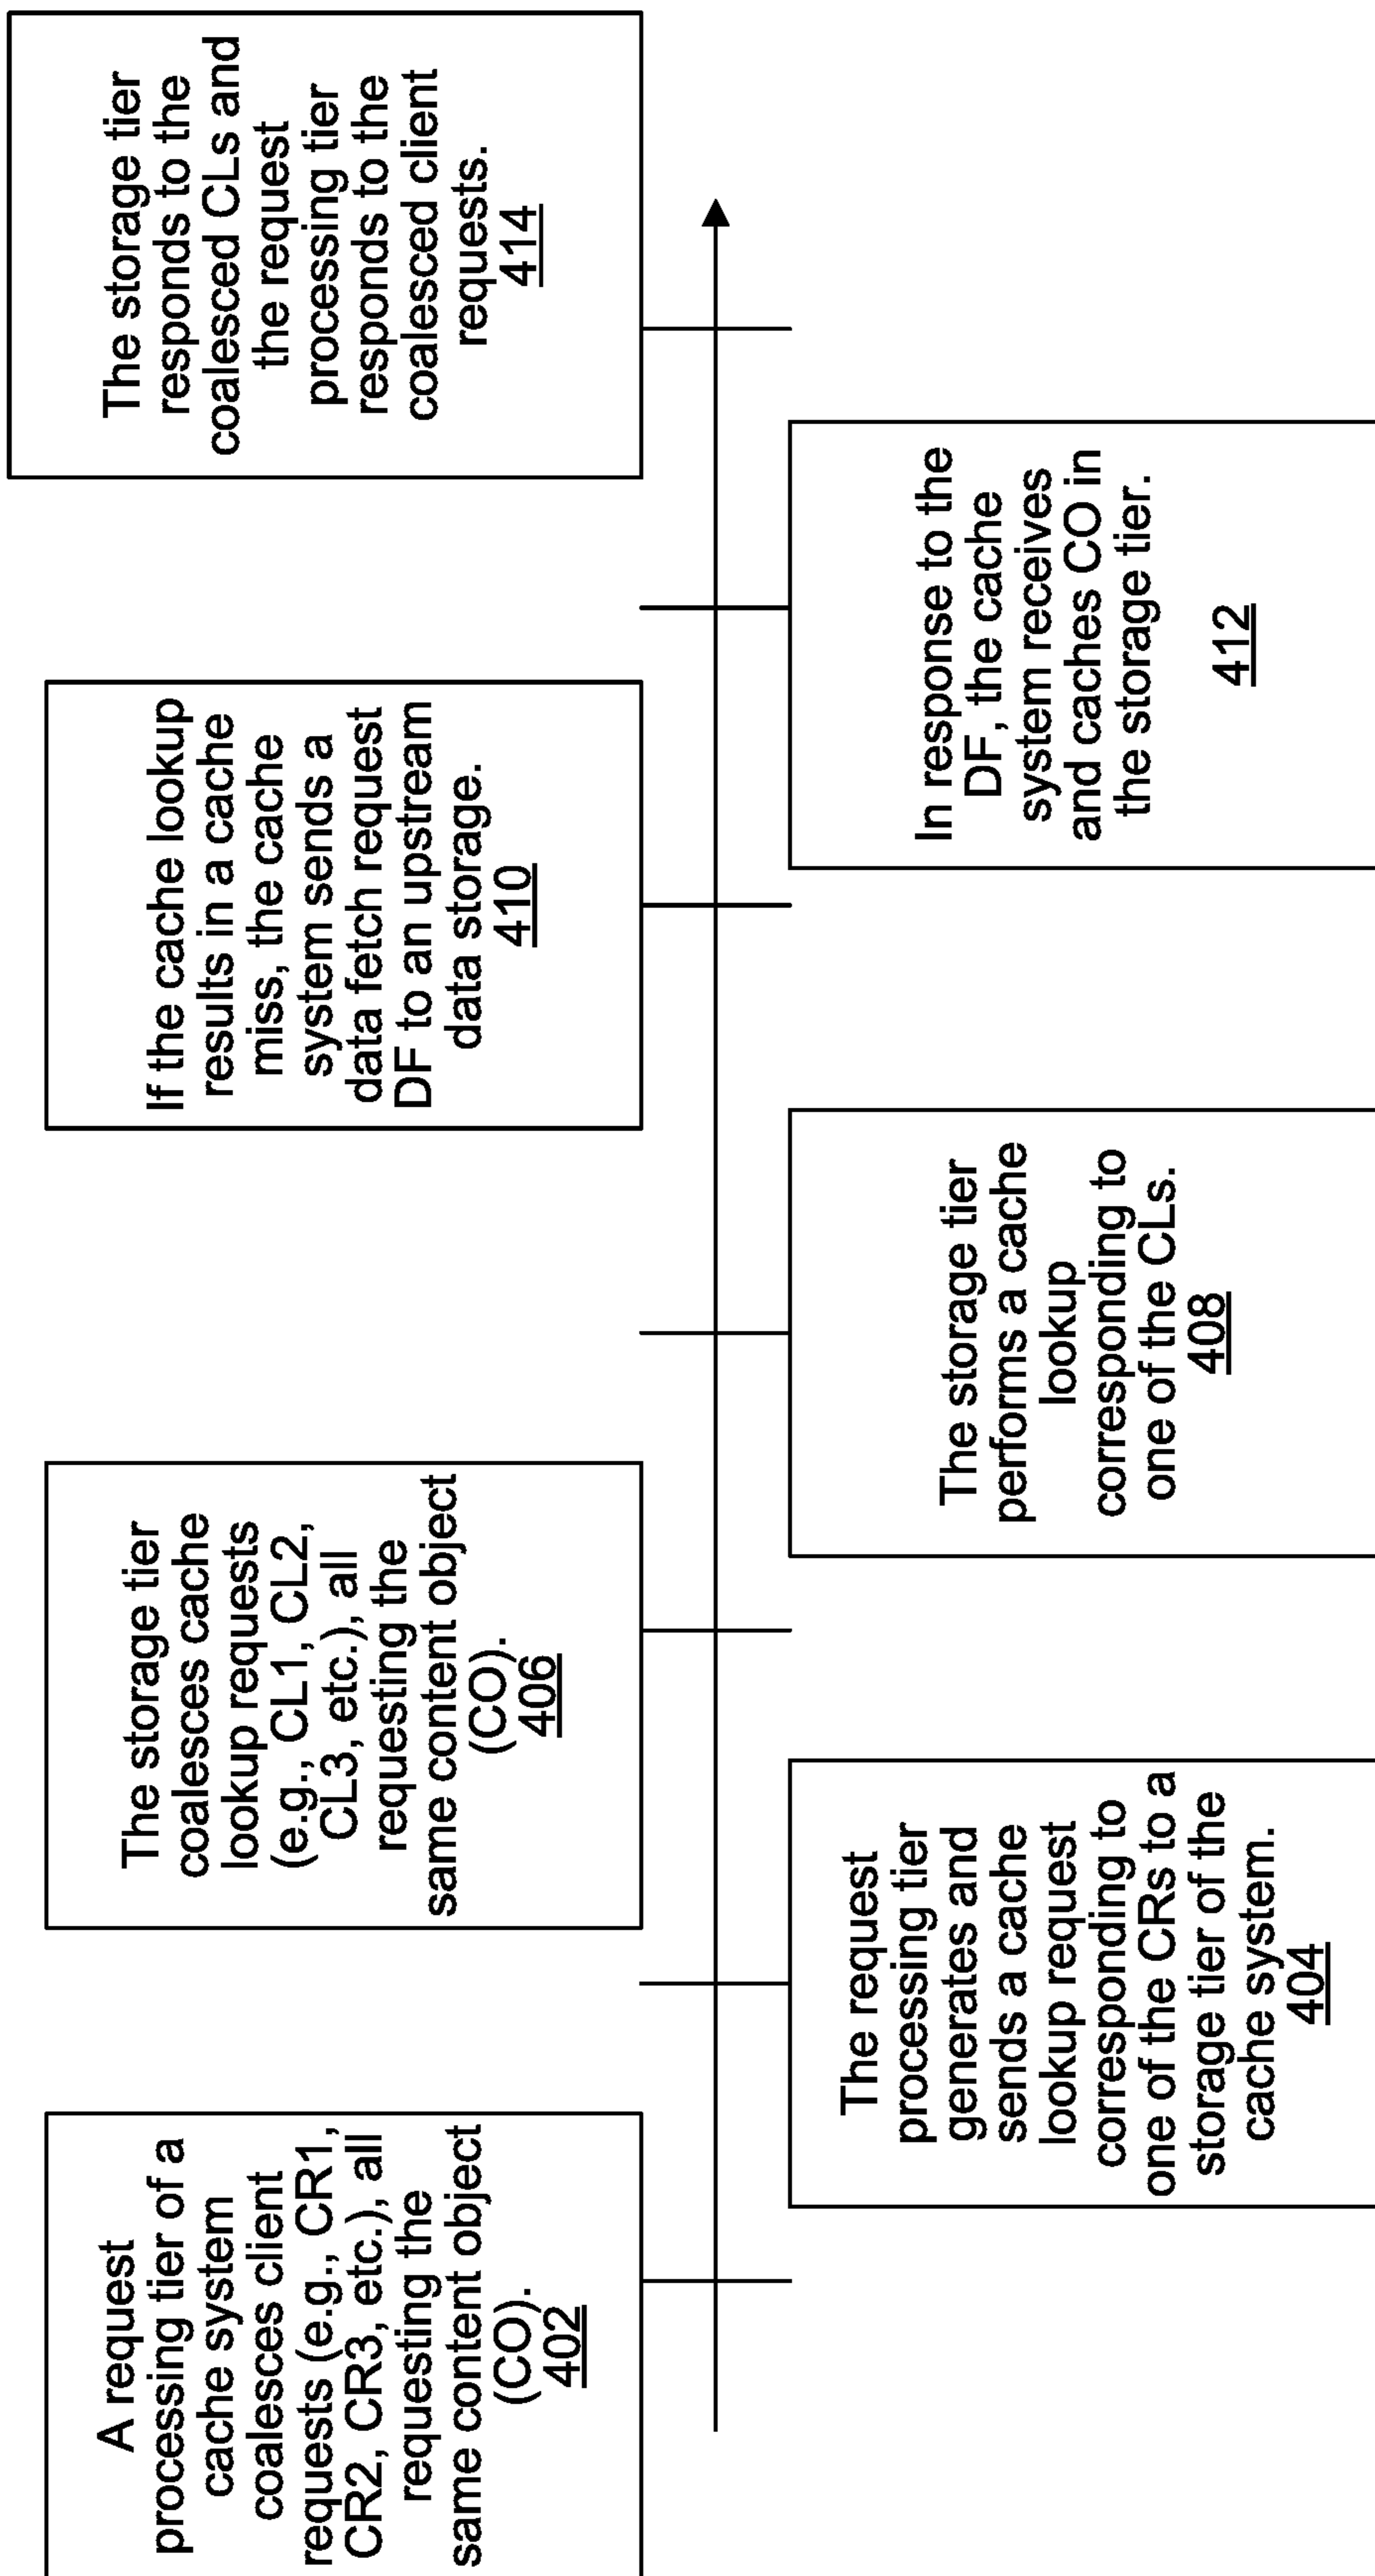 A request
processing tier of a
cache system
coalesces client
requests (e.g., CR1,
CR2, CR3, etc.), all
requesting the
same content object
(CO).
402
The request
processing tier
generates and
sends a cache
lookup request
corresponding to
one of the CRs to a
storage tier of the
cache system.
404
The storage tier
coalesces cache
lookup requests
(e.g., CL1, CL2,
CL3, etc.), all
requesting the
same content object
(CO).
406
The storage tier
performs a cache
lookup
corresponding to
one of the CLs.
408
If the cache lookup
results in a cache
miss, the cache
system sends a
data fetch request
DF to an upstream
data storage.
410
In response to the
DF, the cache
system receives
and caches CO in
the storage tier.
412
The storage tier
responds to the
coalesced CLs and
the request
processing tier
responds to the
coalesced client
requests.
414